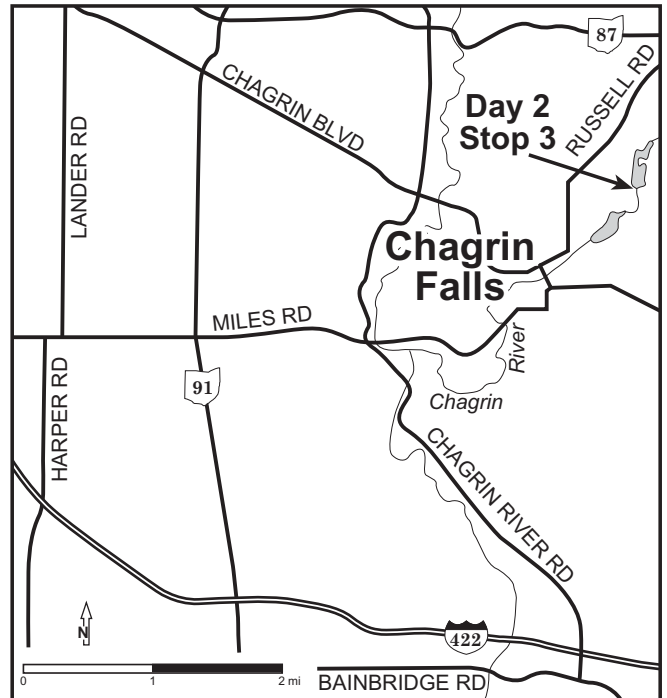 87
CHAGRIN BLVD
RUSSELL RD
Day 2
Stop 3
LANDER RD
Chagrin
Falls
MILES RD
River
HARPER RD
91
Chagrin
CHAGRIN RIVER RD
N
422
0 1 2 mi
BAINBRIDGE RD